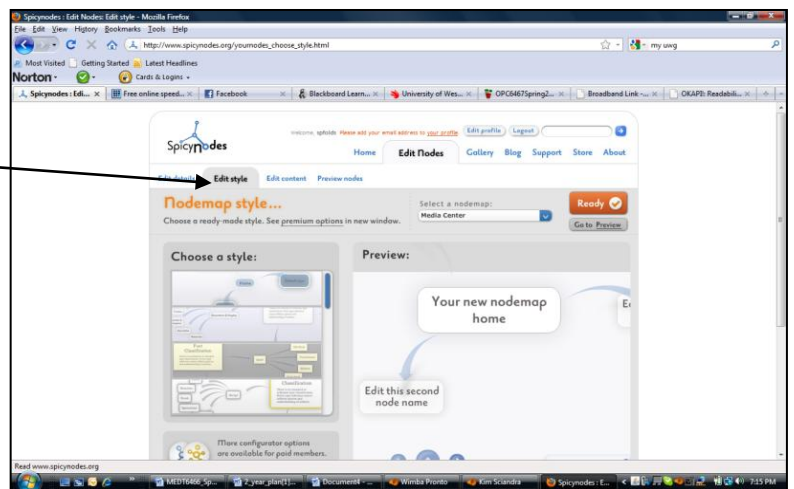 Spicynodes : Edit Nodes: Edit style - Mozilla Firefox
File Edit View History Bookmarks Tools Help
http://www.spicynodes.org/younodes_choose_style.html
my uwg
Most Visited Getting Started Latest Headlines
Norton Cards & Logins
Spicynodes : Edi... Free online speed... Facebook Blackboard Learn... University of Wes... OPC64675pring2... Broadband Link -... OKAPI: Readabili...
Spicynodes
welcome, Please add your email address to your profile Edit profile Logout
Home Edit Nodes Gallery Blog Support Store About
Edit details Edit style Edit content Preview nodes
Nodemap style...
Choose a ready-made style. See premium options in new window.
Select a nodemap:
Media Center
Ready
Go to Preview
Choose a style:
Preview:
Your new nodemap
home
Edit this second
node name
Classification
More configurator options
are available for paid members.
Read www.spicynodes.org
MEDT6466_Sp... 2_year_plan(1)... Document4 - ... Wimba Pronto Kim Sciandra Spicynodes : E... 7:15 PM